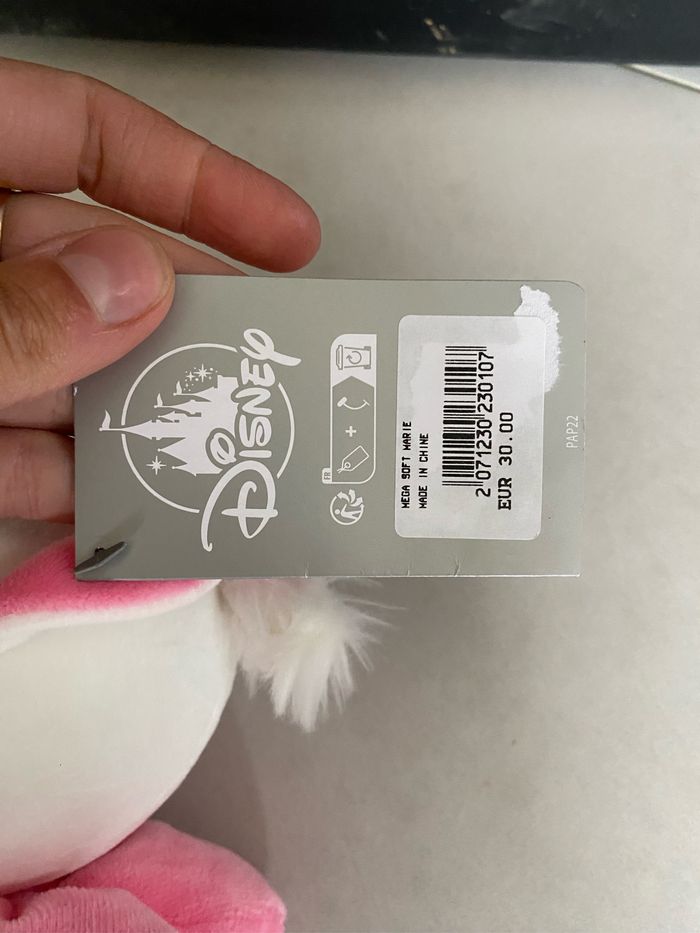 Disney
FR
+
MEGA SOFT MARIE
MADE IN CHINE
2 071230 230107
EUR 30.00
PAP22